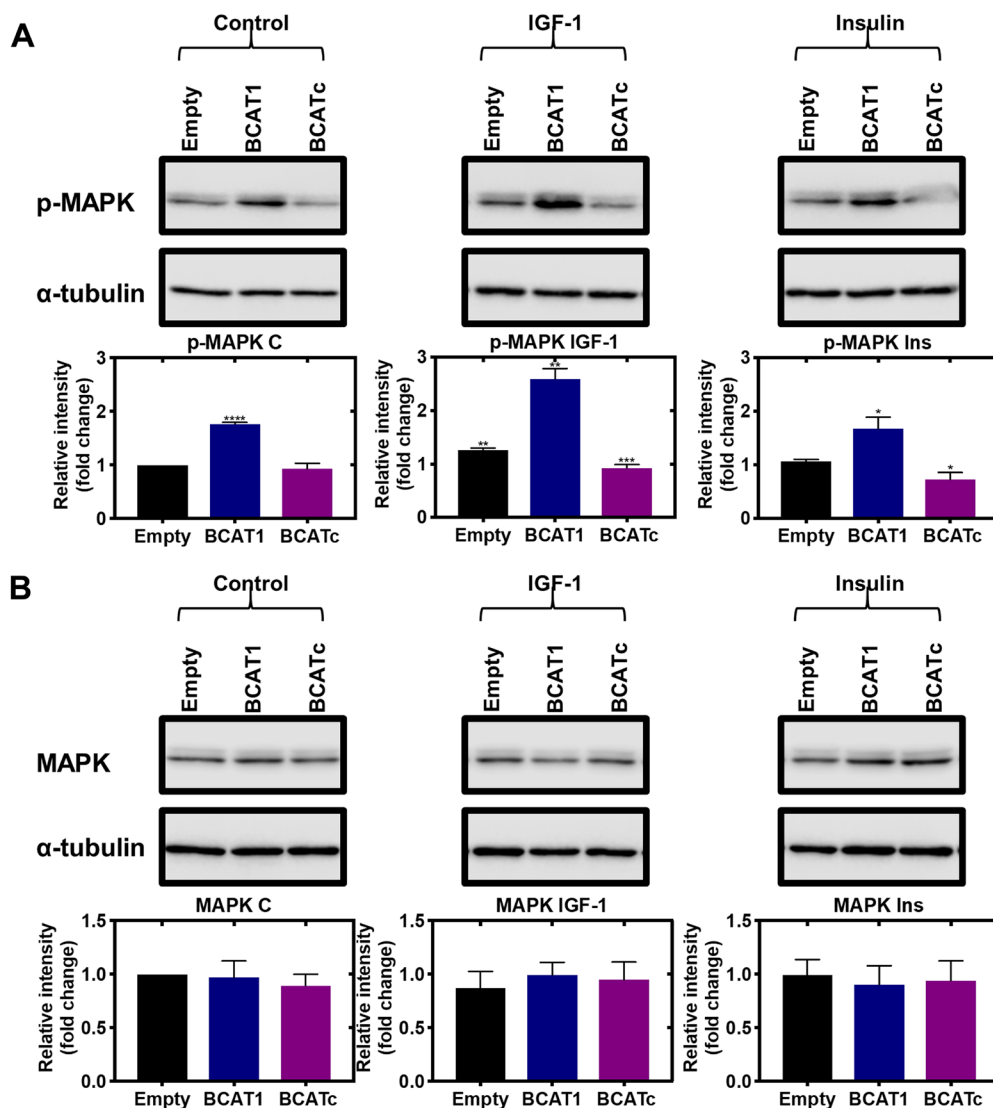 A
Control IGF-1 Insulin
Empty BCAT1 BCATc Empty BCAT1 BCATc Empty BCAT1 BCATc
p-MAPK
α-tubulin
p-MAPK C p-MAPK IGF-1 p-MAPK Ins
Relative intensity (fold change) Relative intensity (fold change) Relative intensity (fold change)
3 3 3
** *
2 2 2
**** ** *** *
1 1 1
0 0 0
Empty BCAT1 BCATc Empty BCAT1 BCATc Empty BCAT1 BCATc
B
Control IGF-1 Insulin
Empty BCAT1 BCATc Empty BCAT1 BCATc Empty BCAT1 BCATc
MAPK
α-tubulin
MAPK C MAPK IGF-1 MAPK Ins
Relative intensity (fold change) Relative intensity (fold change) Relative intensity (fold change)
1.5 1.5 1.5
1.0 1.0 1.0
0.5 0.5 0.5
0.0 0.0 0.0
Empty BCAT1 BCATc Empty BCAT1 BCATc Empty BCAT1 BCATc